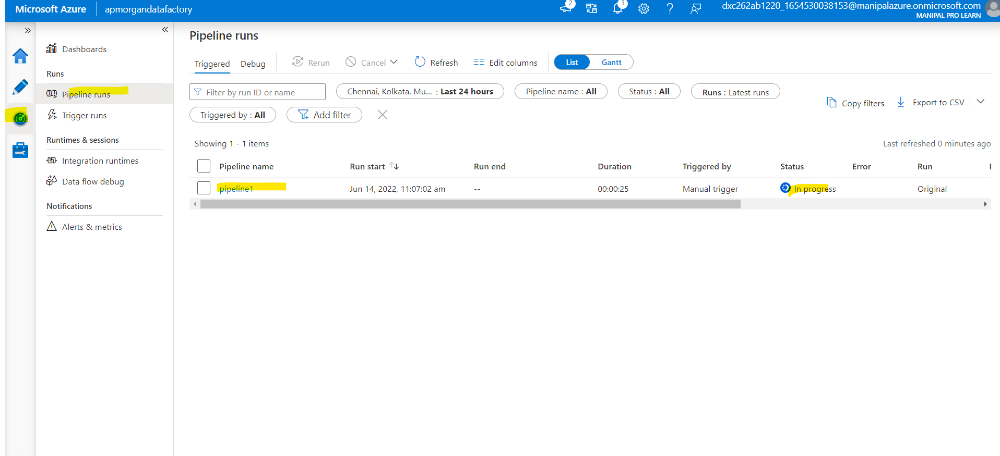 Microsoft Azure apmorgandatafactory 2 3 dxc262ab1220_1654530038153@manipalazure.onmicrosoft.com
MANIPAL PRO LEARN
» «
Dashboards
Runs
Pipeline runs
Trigger runs
Runtimes & sessions
Integration runtimes
Data flow debug
Notifications
Alerts & metrics
Pipeline runs
Triggered Debug Rerun Cancel Refresh Edit columns List Gantt
Filter by run ID or name Chennai, Kolkata, Mu... : Last 24 hours Pipeline name : All Status : All Runs : Latest runs
Triggered by : All Add filter Copy filters Export to CSV
Showing 1 - 1 items Last refreshed 0 minutes ago
Pipeline name Run start Run end Duration Triggered by Status Error Run
pipeline1 Jun 14, 2022, 11:07:02 am -- 00:00:25 Manual trigger In progress Original